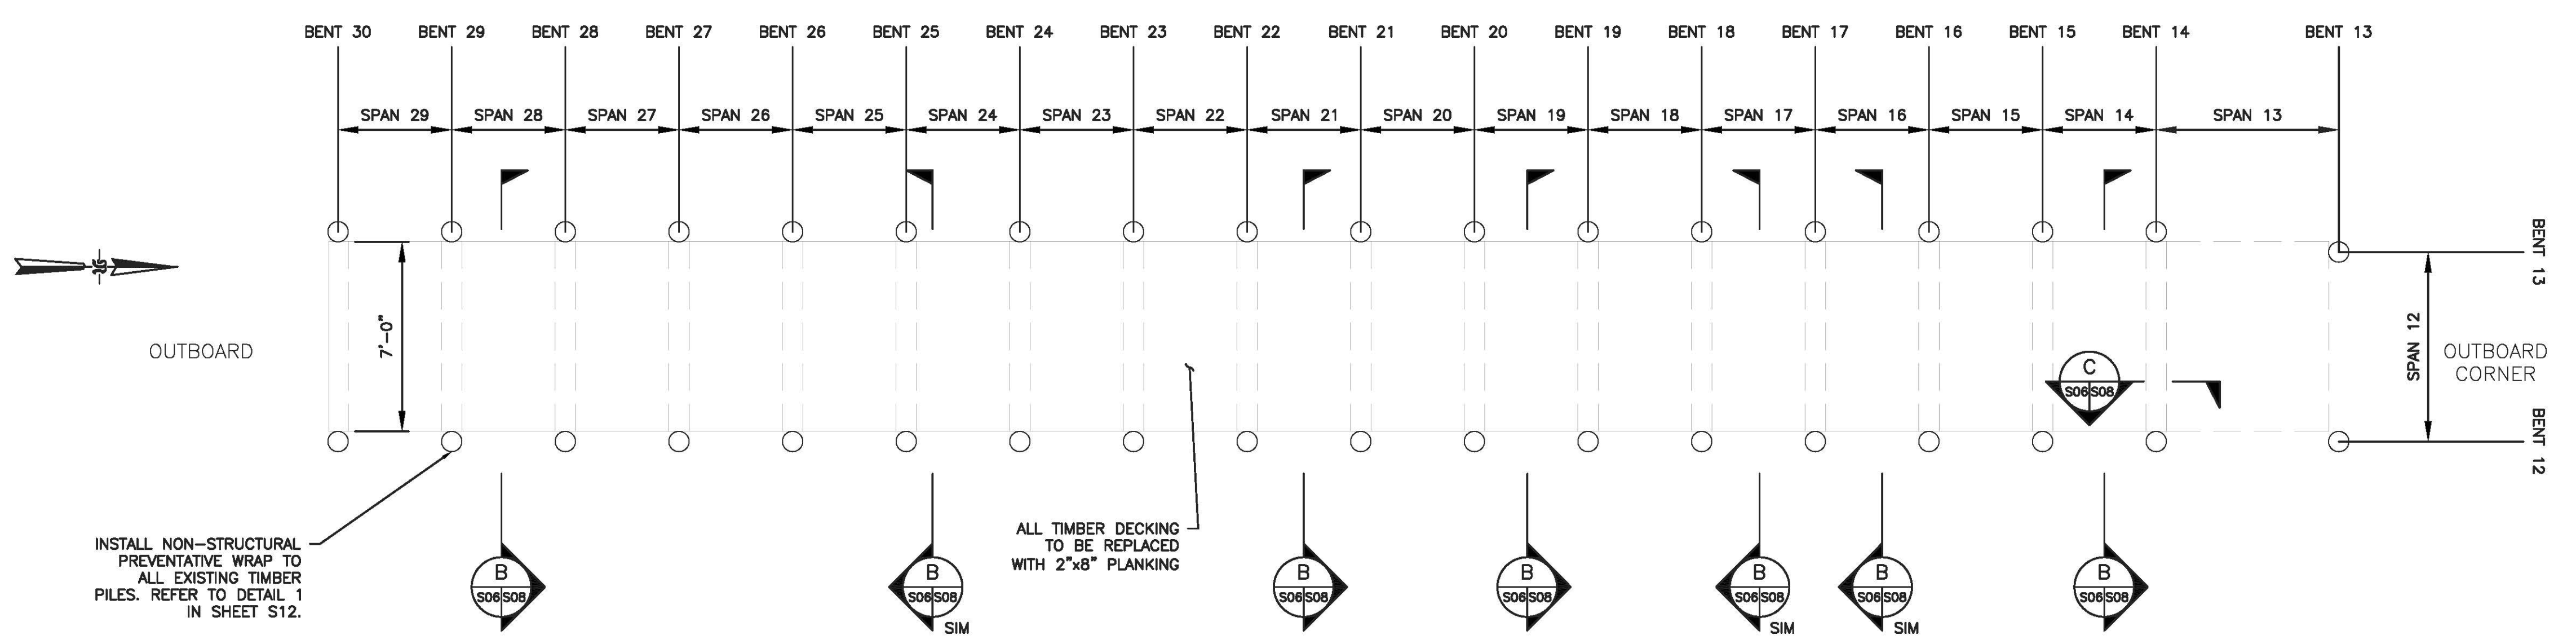 BENT 30
BENT 29
BENT 28
BENT 27
BENT 26
BENT 25
BENT 24
BENT 23
BENT 22
BENT 21
BENT 20
BENT 19
BENT 18
BENT 17
BENT 16
BENT 15
BENT 14
BENT 13
SPAN 29
SPAN 28
SPAN 27
SPAN 26
SPAN 25
SPAN 24
SPAN 23
SPAN 22
SPAN 21
SPAN 20
SPAN 19
SPAN 18
SPAN 17
SPAN 16
SPAN 15
SPAN 14
SPAN 13
BENT 13
7'-0"
OUTBOARD
SPAN 12
OUTBOARD
CORNER
C
S06 S08
BENT 12
INSTALL NON-STRUCTURAL
PREVENTATIVE WRAP TO
ALL EXISTING TIMBER
PILES. REFER TO DETAIL 1
IN SHEET S12.
ALL TIMBER DECKING
TO BE REPLACED
WITH 2"x8" PLANKING
B
S06 S08
B
S06 S08
SIM
B
S06 S08
B
S06 S08
B
S06 S08
SIM
B
S06 S08
SIM
B
S06 S08